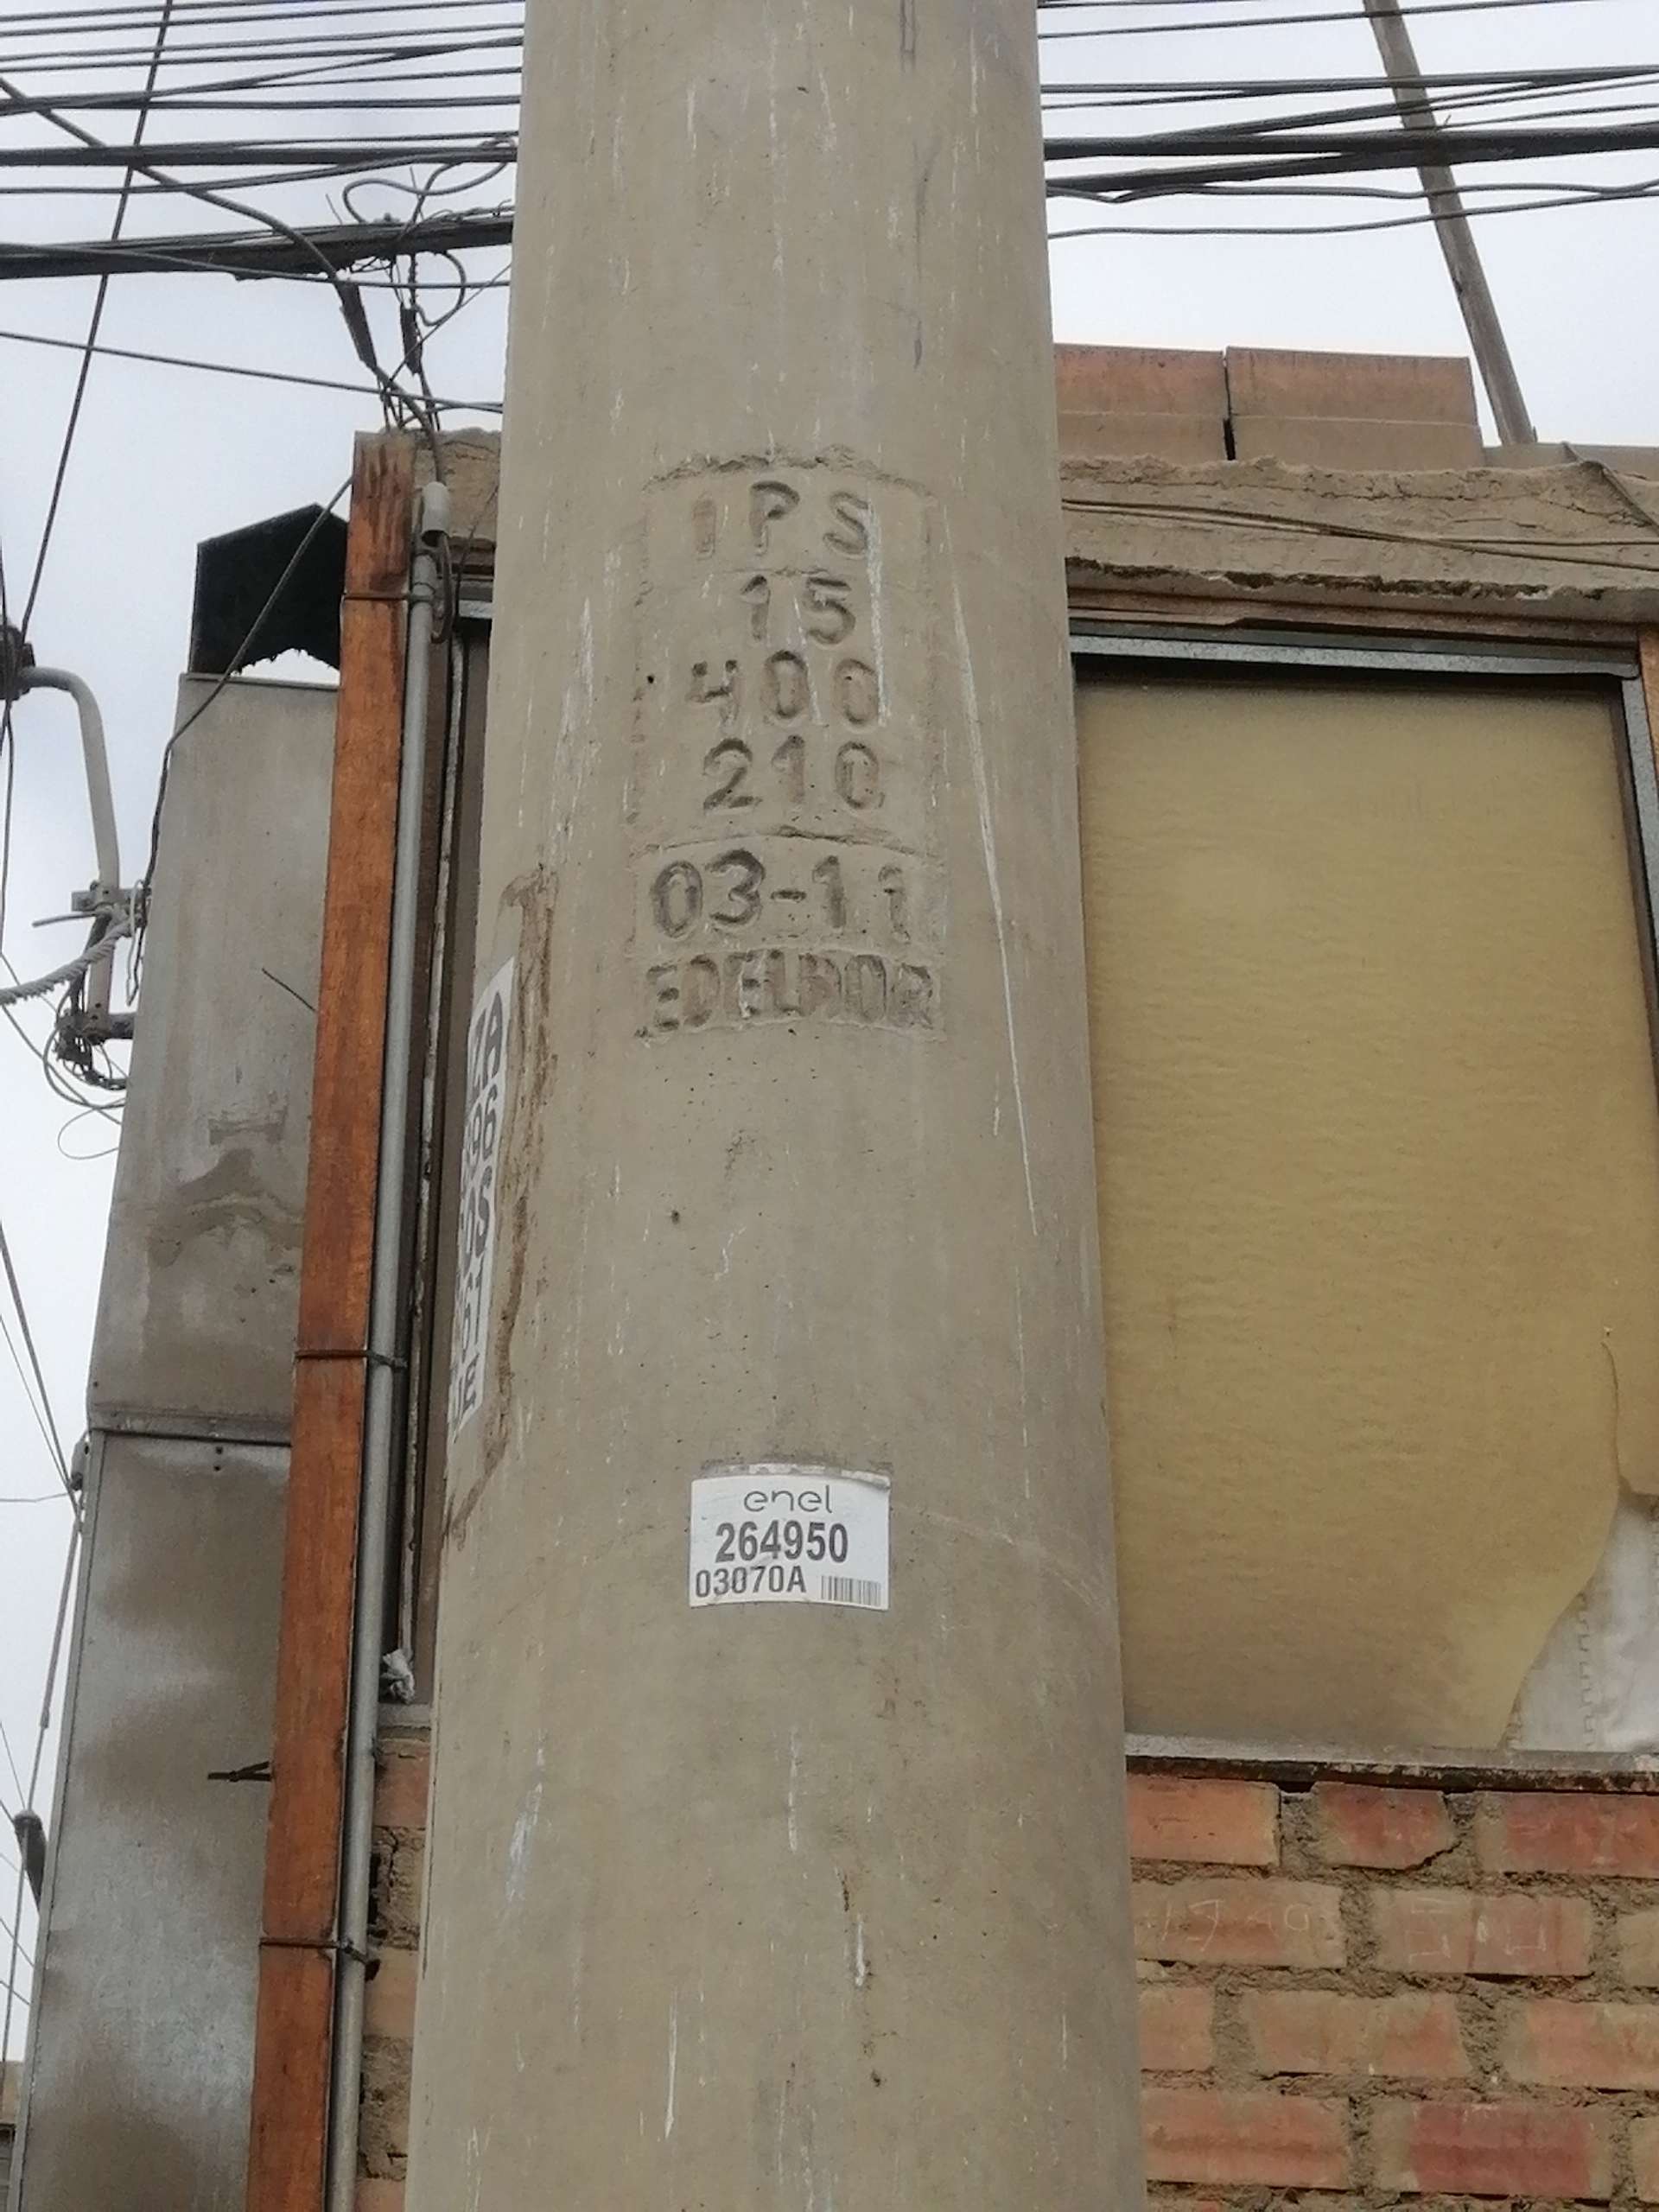 IPS
15
400
210
03-11
EDELNOR
enel
264950
03070A